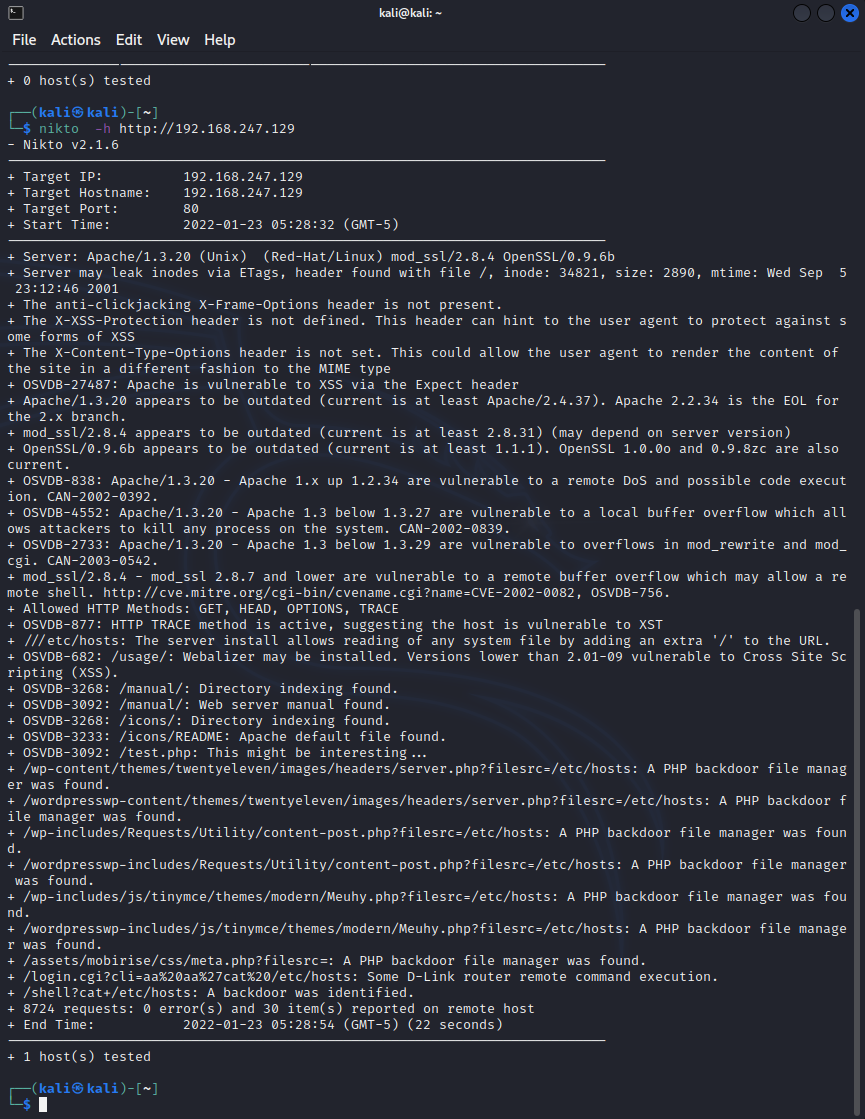 kali@kali: ~
File Actions Edit View Help
+ 0 host(s) tested
┌──(kali㉿kali)-[~]
└─$ nikto  -h http://192.168.247.129
- Nikto v2.1.6
+ Target IP:          192.168.247.129
+ Target Hostname:    192.168.247.129
+ Target Port:        80
+ Start Time:         2022-01-23 05:28:32 (GMT-5)
+ Server: Apache/1.3.20 (Unix)  (Red-Hat/Linux) mod_ssl/2.8.4 OpenSSL/0.9.6b
+ Server may leak inodes via ETags, header found with file /, inode: 34821, size: 2890, mtime: Wed Sep  5
 23:12:46 2001
+ The anti-clickjacking X-Frame-Options header is not present.
+ The X-XSS-Protection header is not defined. This header can hint to the user agent to protect against s
ome forms of XSS
+ The X-Content-Type-Options header is not set. This could allow the user agent to render the content of
the site in a different fashion to the MIME type
+ OSVDB-27487: Apache is vulnerable to XSS via the Expect header
+ Apache/1.3.20 appears to be outdated (current is at least Apache/2.4.37). Apache 2.2.34 is the EOL for
the 2.x branch.
+ mod_ssl/2.8.4 appears to be outdated (current is at least 2.8.31) (may depend on server version)
+ OpenSSL/0.9.6b appears to be outdated (current is at least 1.1.1). OpenSSL 1.0.0o and 0.9.8zc are also
current.
+ OSVDB-838: Apache/1.3.20 - Apache 1.x up 1.2.34 are vulnerable to a remote DoS and possible code execut
ion. CAN-2002-0392.
+ OSVDB-4552: Apache/1.3.20 - Apache 1.3 below 1.3.27 are vulnerable to a local buffer overflow which all
ows attackers to kill any process on the system. CAN-2002-0839.
+ OSVDB-2733: Apache/1.3.20 - Apache 1.3 below 1.3.29 are vulnerable to overflows in mod_rewrite and mod_
cgi. CAN-2003-0542.
+ mod_ssl/2.8.4 - mod_ssl 2.8.7 and lower are vulnerable to a remote buffer overflow which may allow a re
mote shell. http://cve.mitre.org/cgi-bin/cvename.cgi?name=CVE-2002-0082, OSVDB-756.
+ Allowed HTTP Methods: GET, HEAD, OPTIONS, TRACE
+ OSVDB-877: HTTP TRACE method is active, suggesting the host is vulnerable to XST
+ ///etc/hosts: The server install allows reading of any system file by adding an extra '/' to the URL.
+ OSVDB-682: /usage/: Webalizer may be installed. Versions lower than 2.01-09 vulnerable to Cross Site Sc
ripting (XSS).
+ OSVDB-3268: /manual/: Directory indexing found.
+ OSVDB-3092: /manual/: Web server manual found.
+ OSVDB-3268: /icons/: Directory indexing found.
+ OSVDB-3233: /icons/README: Apache default file found.
+ OSVDB-3092: /test.php: This might be interesting...
+ /wp-content/themes/twentyeleven/images/headers/server.php?filesrc=/etc/hosts: A PHP backdoor file manag
er was found.
+ /wordpresswp-content/themes/twentyeleven/images/headers/server.php?filesrc=/etc/hosts: A PHP backdoor f
ile manager was found.
+ /wp-includes/Requests/Utility/content-post.php?filesrc=/etc/hosts: A PHP backdoor file manager was foun
d.
+ /wordpresswp-includes/Requests/Utility/content-post.php?filesrc=/etc/hosts: A PHP backdoor file manager
 was found.
+ /wp-includes/js/tinymce/themes/modern/Meuhy.php?filesrc=/etc/hosts: A PHP backdoor file manager was fou
nd.
+ /wordpresswp-includes/js/tinymce/themes/modern/Meuhy.php?filesrc=/etc/hosts: A PHP backdoor file manage
r was found.
+ /assets/mobirise/css/meta.php?filesrc=: A PHP backdoor file manager was found.
+ /login.cgi?cli=aa%20aa%27cat%20/etc/hosts: Some D-Link router remote command execution.
+ /shell?cat+/etc/hosts: A backdoor was identified.
+ 8724 requests: 0 error(s) and 30 item(s) reported on remote host
+ End Time:           2022-01-23 05:28:54 (GMT-5) (22 seconds)
+ 1 host(s) tested
┌──(kali㉿kali)-[~]
└─$